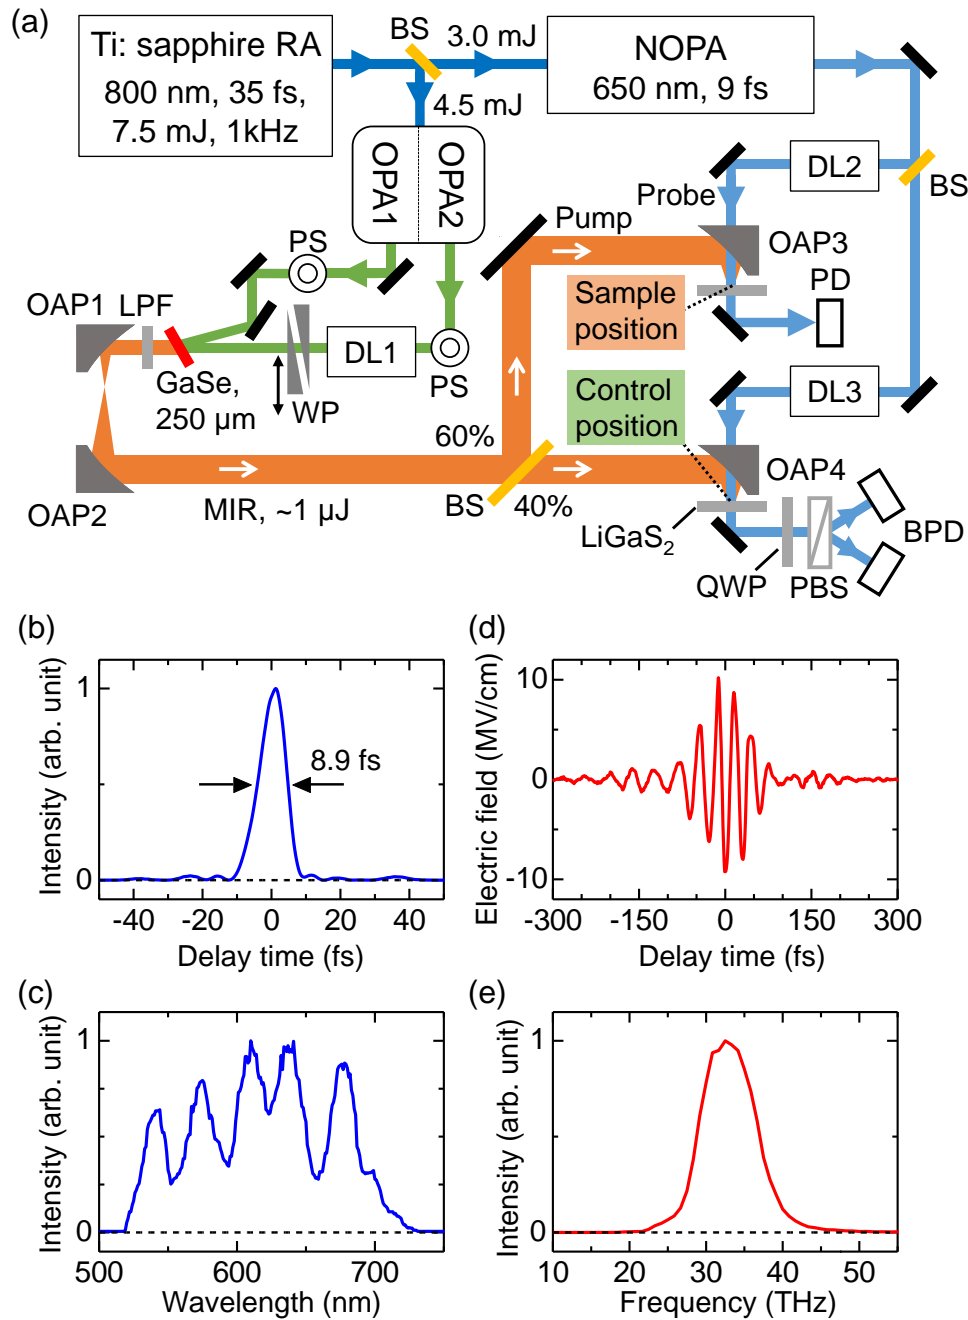 (a)
Ti: sapphire RA
800 nm, 35 fs,
7.5 mJ, 1kHz
BS
3.0 mJ
4.5 mJ
NOPA
650 nm, 9 fs
OPA1
OPA2
DL2
BS
Probe
Pump
OAP3
PD
PS
OAP1
LPF
Sample
position
DL1
PS
GaSe,
250 μm
WP
Control
position
DL3
60%
OAP2
MIR, ~1 μJ
BS
40%
OAP4
LiGaS2
QWP
PBS
BPD
(b)
Intensity (arb. unit)
1
0
8.9 fs
-40
-20
0
20
40
Delay time (fs)
(d)
Electric field (MV/cm)
10
0
-10
-300
-150
0
150
300
Delay time (fs)
(c)
Intensity (arb. unit)
1
0
500
600
700
Wavelength (nm)
(e)
Intensity (arb. unit)
1
0
10
20
30
40
50
Frequency (THz)